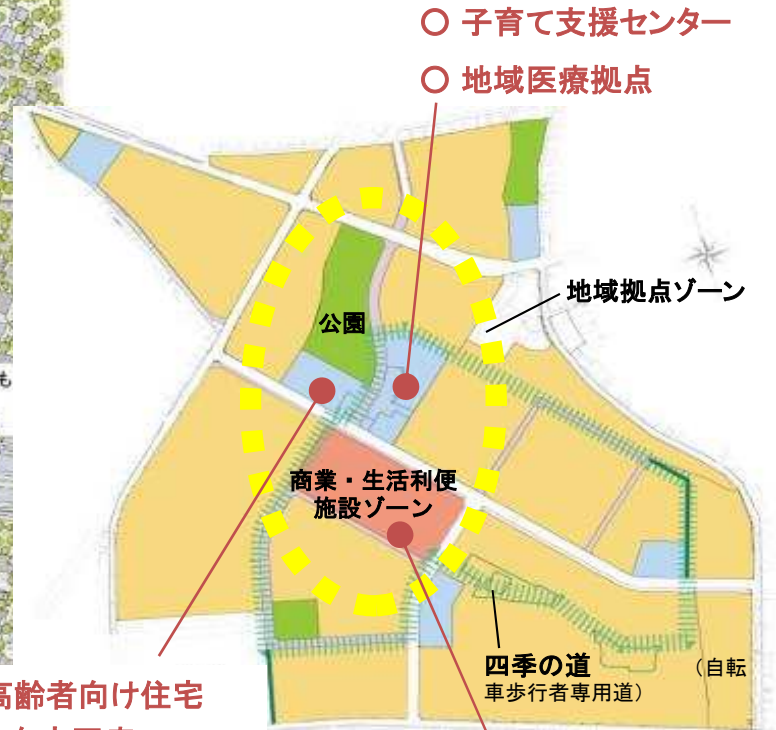 ○ 子育て支援センター
○ 地域医療拠点
地域拠点ゾーン
公園
も
商業・生活利便
施設ゾーン
四季の道 (自転
車歩行者専用道)
高齢者向け住宅